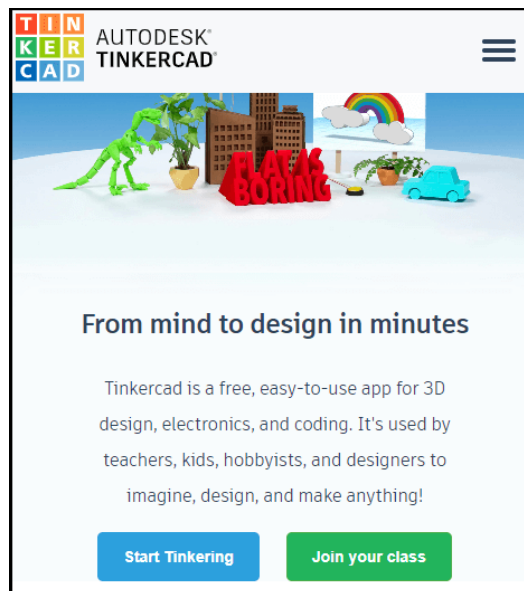 TIN
KER
CAD
AUTODESK®
TINKERCAD®
FLAT IS
BORING
From mind to design in minutes
Tinkercad is a free, easy-to-use app for 3D
design, electronics, and coding. It's used by
teachers, kids, hobbyists, and designers to
imagine, design, and make anything!
Start Tinkering
Join your class